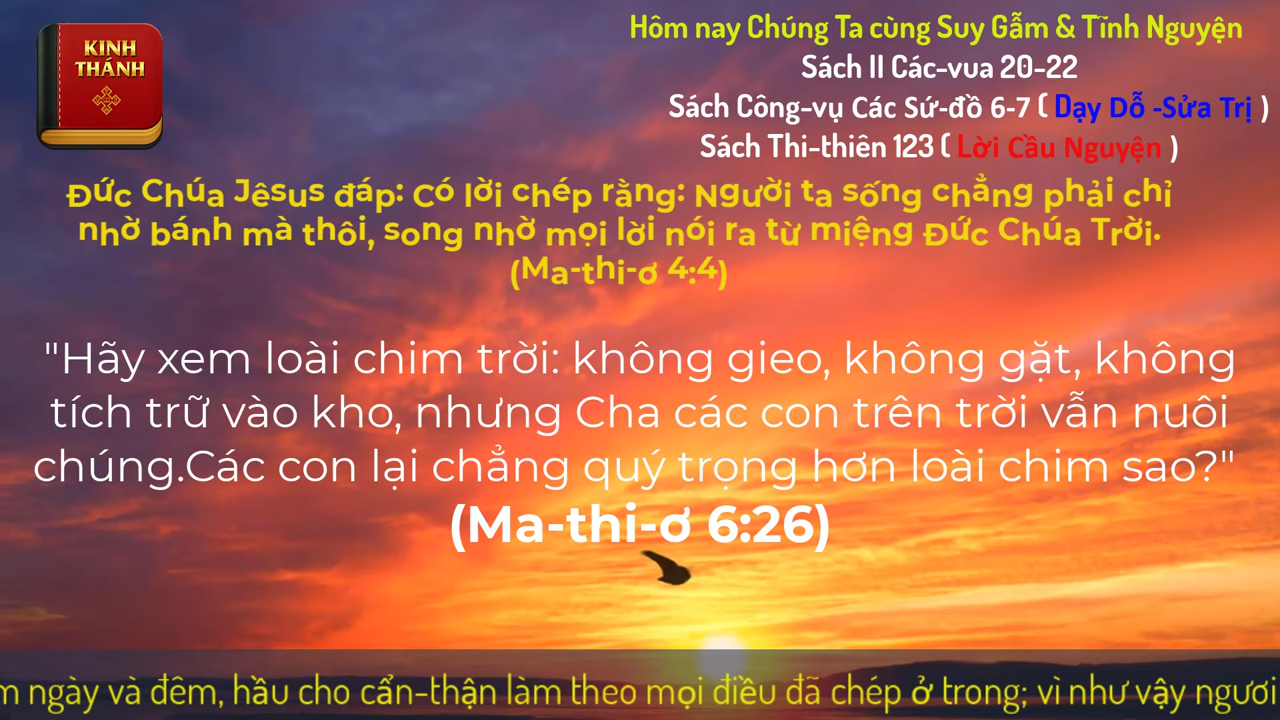 KINH
THÁNH
Hôm nay Chúng Ta cùng Suy Gẫm & Tĩnh Nguyện
Sách II Các-vua 20-22
Sách Công-vụ Các Sứ-đồ 6-7 ( Dạy Dỗ -Sửa Trị )
Sách Thi-thiên 123 ( Lời Cầu Nguyện )
Đức Chúa Jêsus đáp: Có lời chép rằng: Người ta sống chẳng phải chỉ
nhờ bánh mà thôi, song nhờ mọi lời nói ra từ miệng Đức Chúa Trời.
(Ma-thi-ơ 4:4)
"Hãy xem loài chim trời: không gieo, không gặt, không
tích trữ vào kho, nhưng Cha các con trên trời vẫn nuôi
chúng.Các con lại chẳng quý trọng hơn loài chim sao?"
(Ma-thi-ơ 6:26)
m ngày và đêm, hầu cho cẩn-thận làm theo mọi điều đã chép ở trong; vì như vậy ngươi